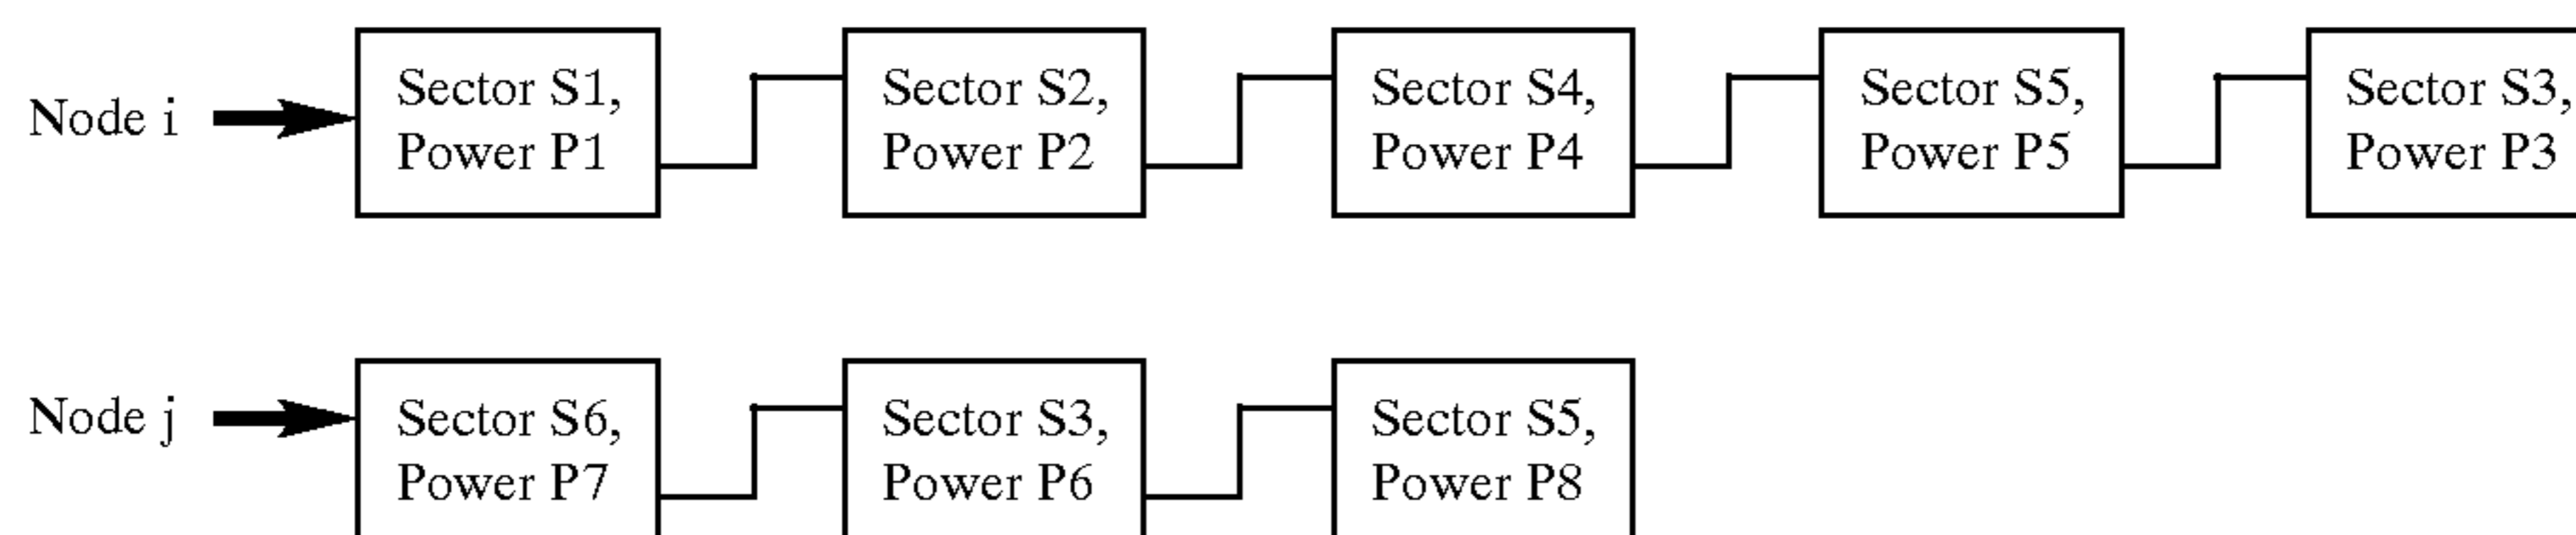 Node i
Sector S1,
Power P1
Sector S2,
Power P2
Sector S4,
Power P4
Sector S5,
Power P5
Sector S3,
Power P3
Node j
Sector S6,
Power P7
Sector S3,
Power P6
Sector S5,
Power P8